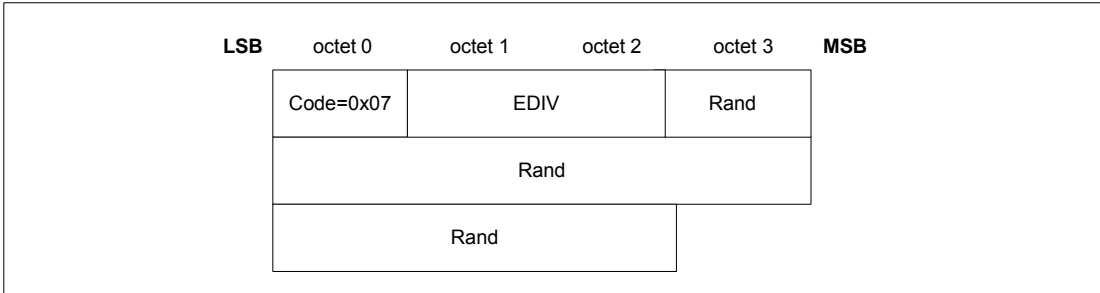 LSB octet 0 octet 1 octet 2 octet 3 MSB
Code=0x07 EDIV Rand
Rand
Rand